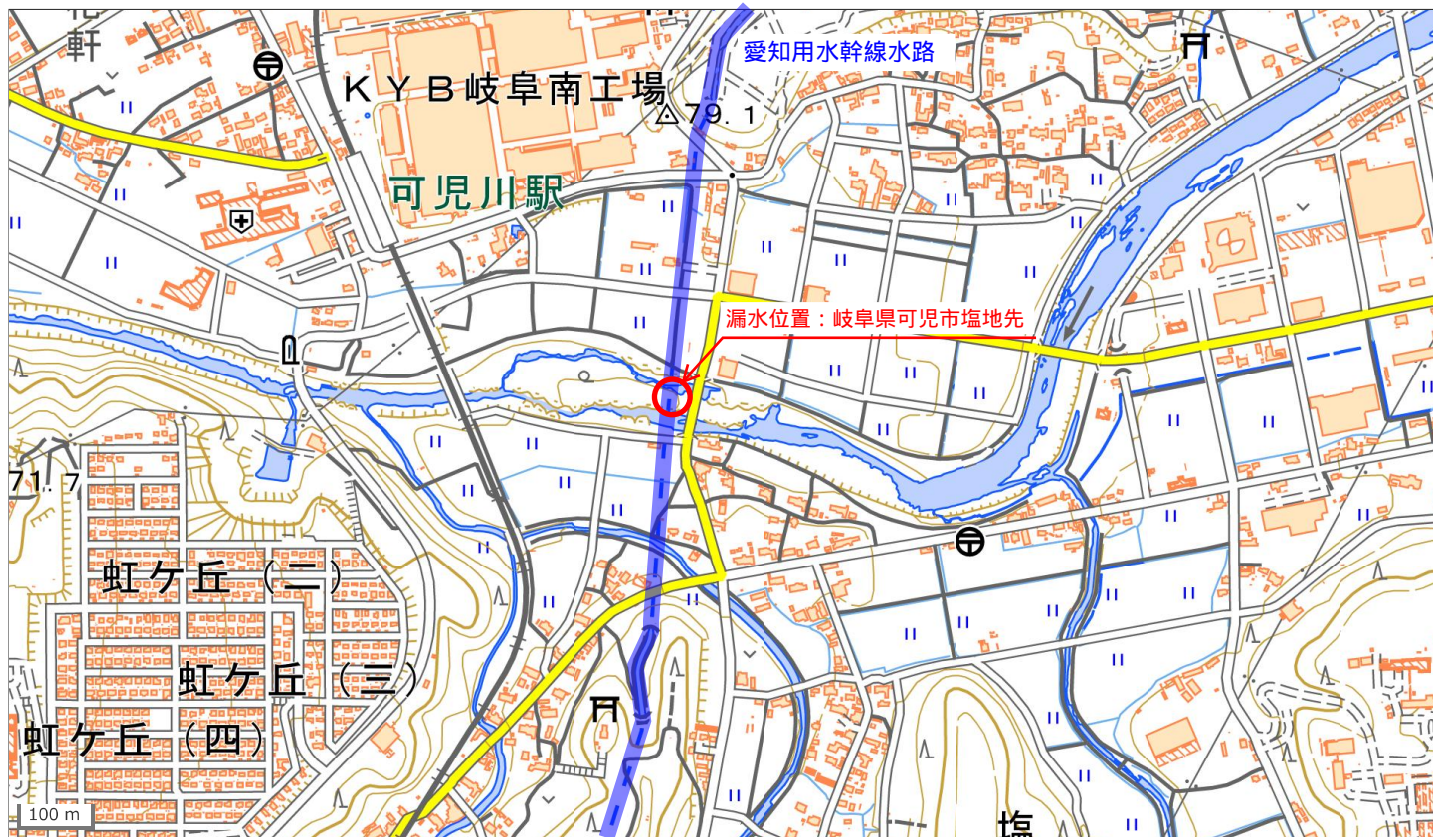 軒
愛知用水幹線水路
KYB岐阜南工場
79.1
可児川駅
漏水位置：岐阜県可児市塩地先
71.7
虹ケ丘（二）
虹ケ丘（三）
虹ケ丘（四）
100 m
塩